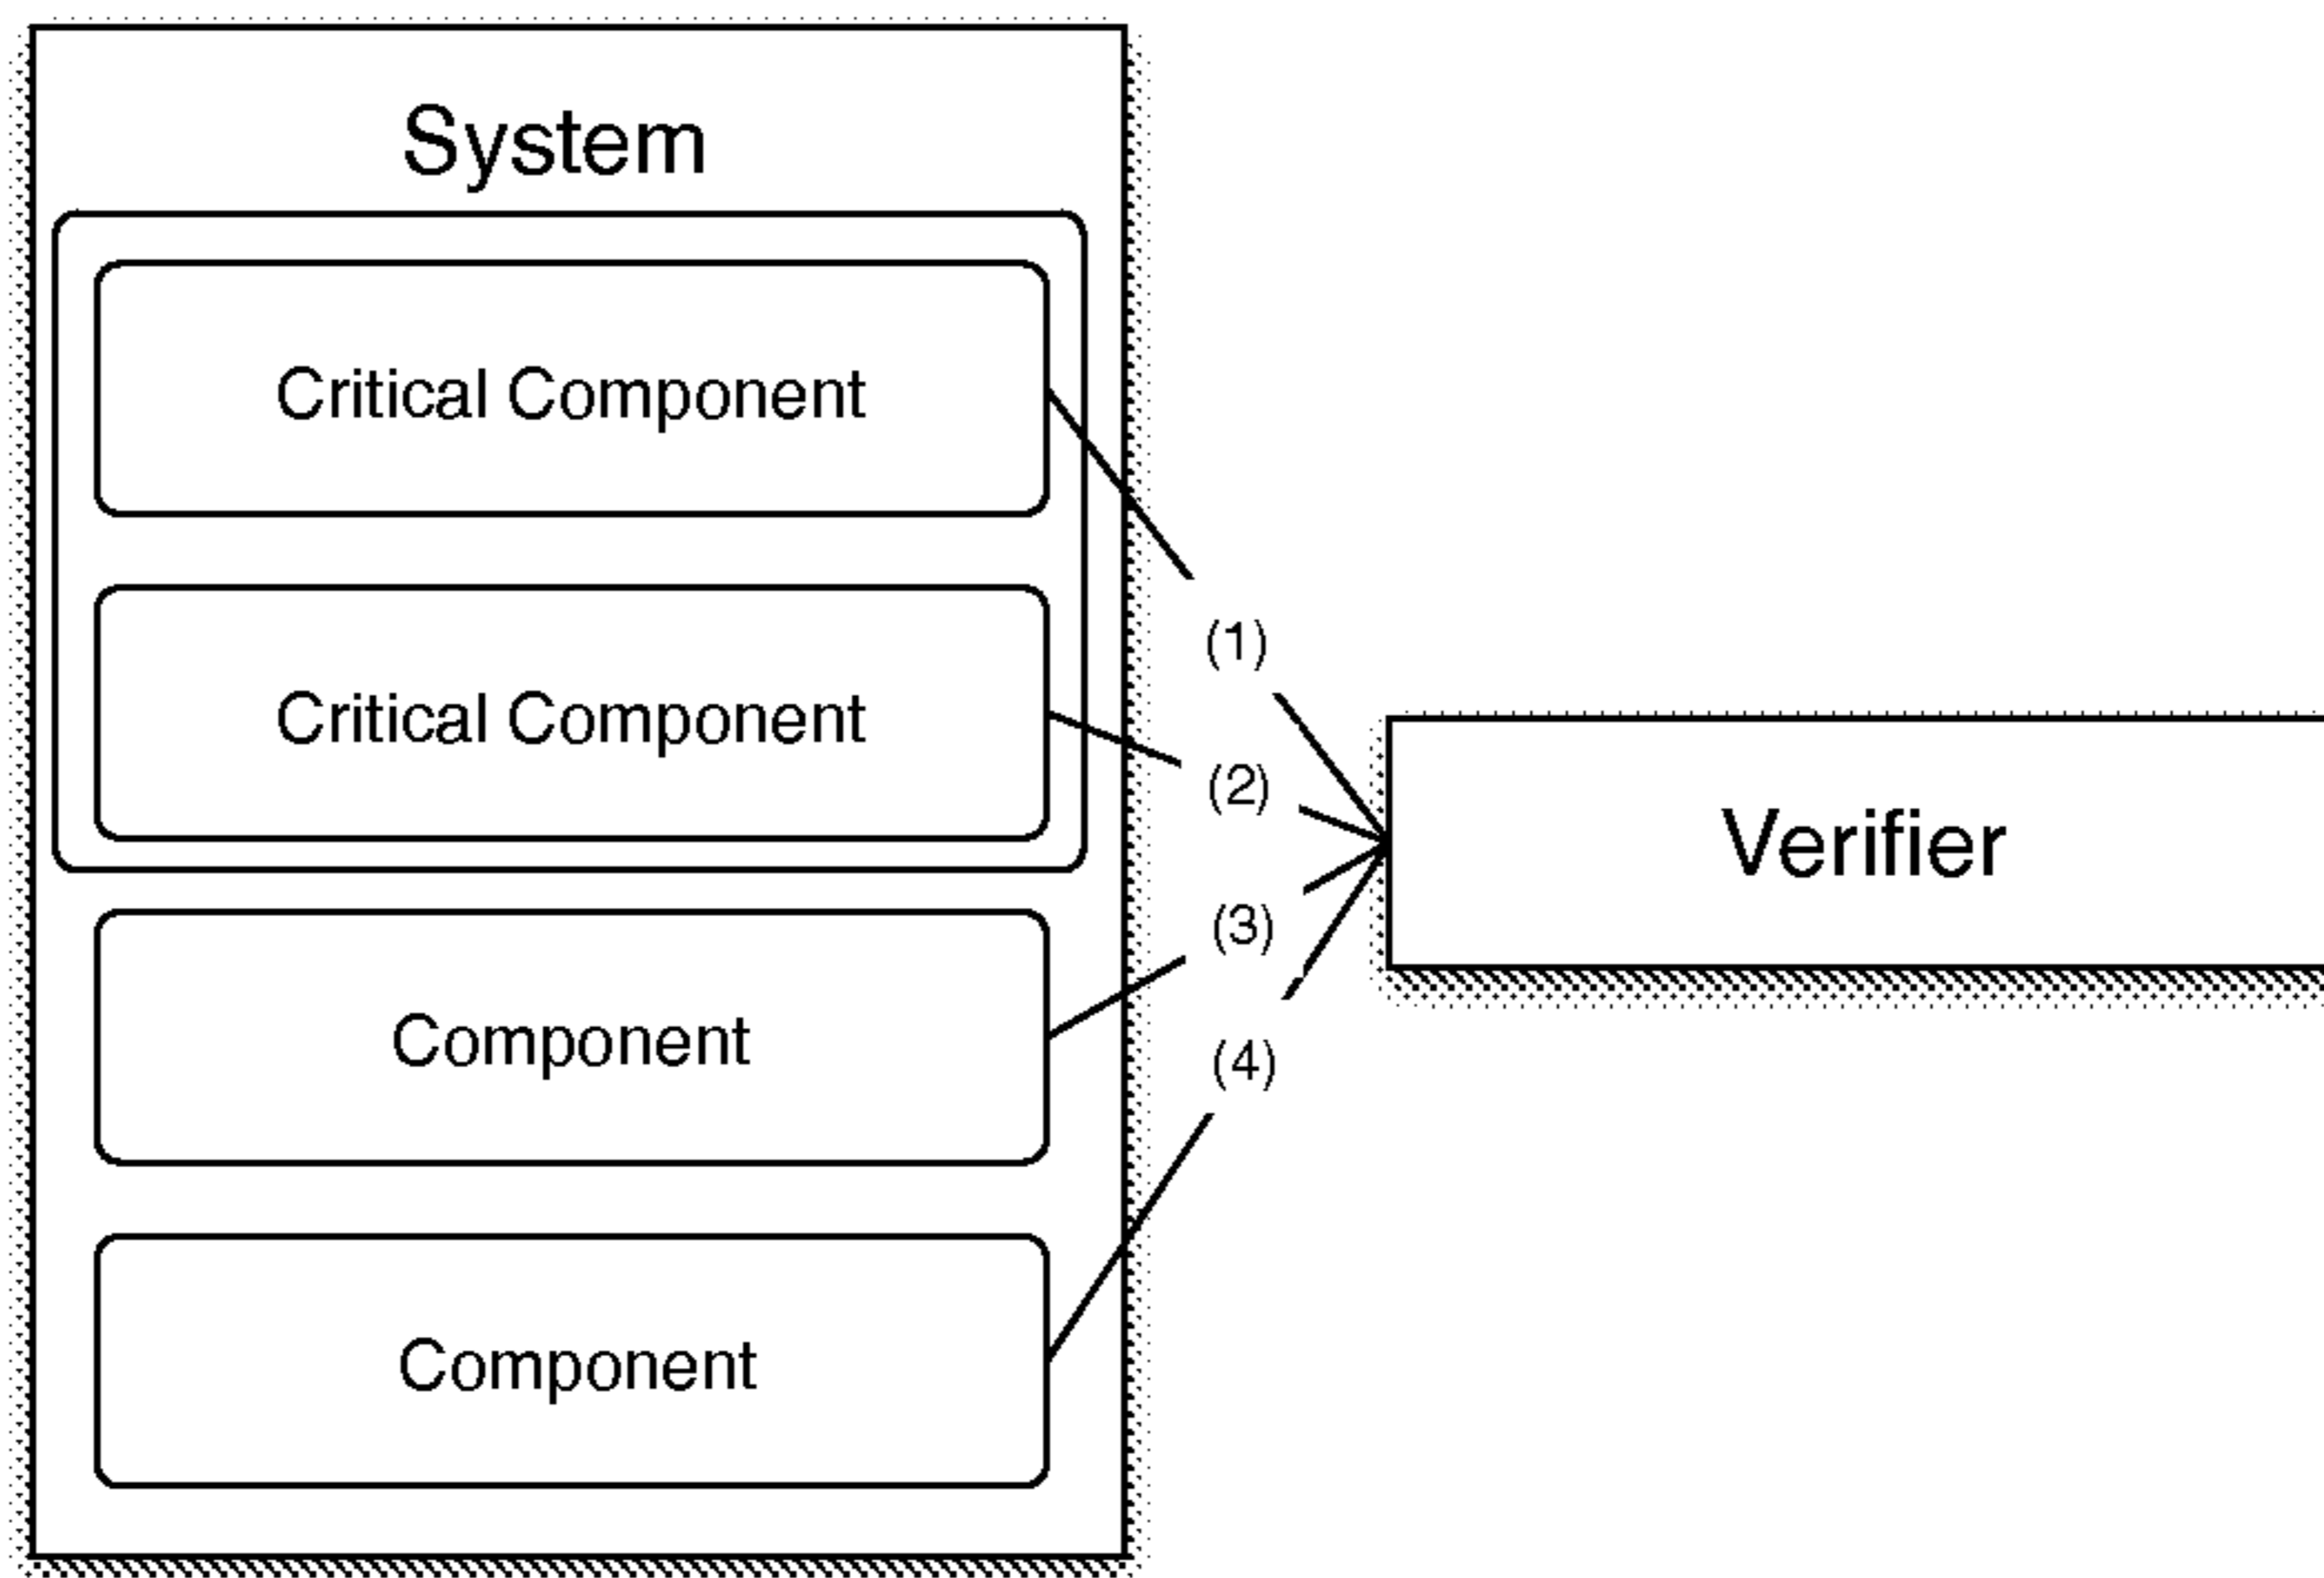 System
Critical Component
(1)
Critical Component
(2)
Verifier
(3)
Component
(4)
Component